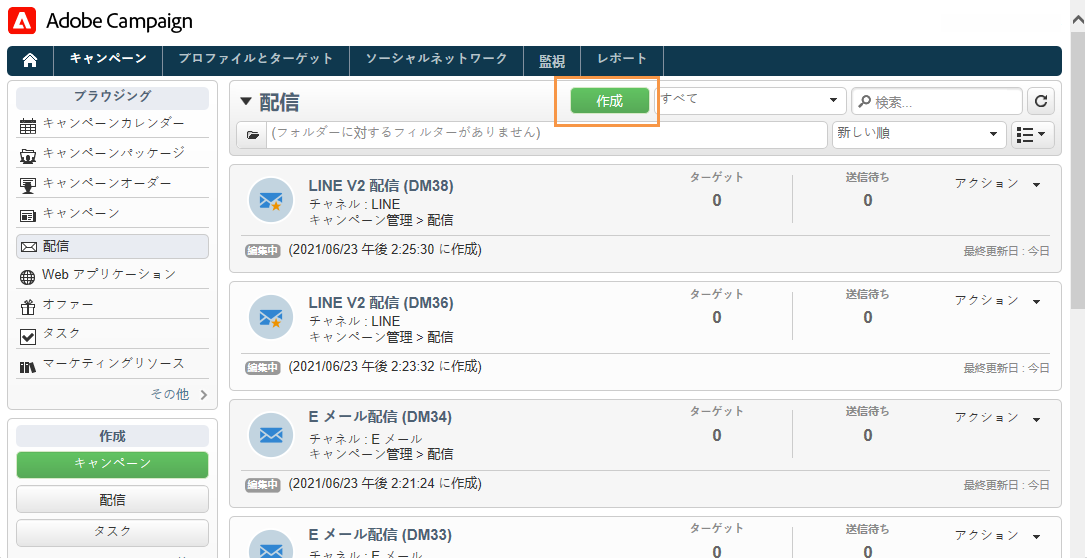 Adobe Campaign
キャンペーン プロファイルとターゲット ソーシャルネットワーク 監視 レポート
ブラウジング
キャンペーンカレンダー
キャンペーンパッケージ
キャンペーンオーダー
キャンペーン
配信
Web アプリケーション
オファー
タスク
マーケティングリソース
その他
作成
キャンペーン
配信
タスク
配信 作成 すべて 検索...
(フォルダーに対するフィルターがありません) 新しい順
LINE V2 配信 (DM38) ターゲット 送信待ち アクション
チャネル : LINE 0 0
キャンペーン管理 > 配信
編集中 (2021/06/23 午後 2:25:30 に作成) 最終更新日 : 今日
LINE V2 配信 (DM36) ターゲット 送信待ち アクション
チャネル : LINE 0 0
キャンペーン管理 > 配信
編集中 (2021/06/23 午後 2:23:32 に作成) 最終更新日 : 今日
E メール配信 (DM34) ターゲット 送信待ち アクション
チャネル : E メール 0 0
キャンペーン管理 > 配信
編集中 (2021/06/23 午後 2:21:24 に作成) 最終更新日 : 今日
E メール配信 (DM33) ターゲット 送信待ち アクション
チャネル : E メール 0 0